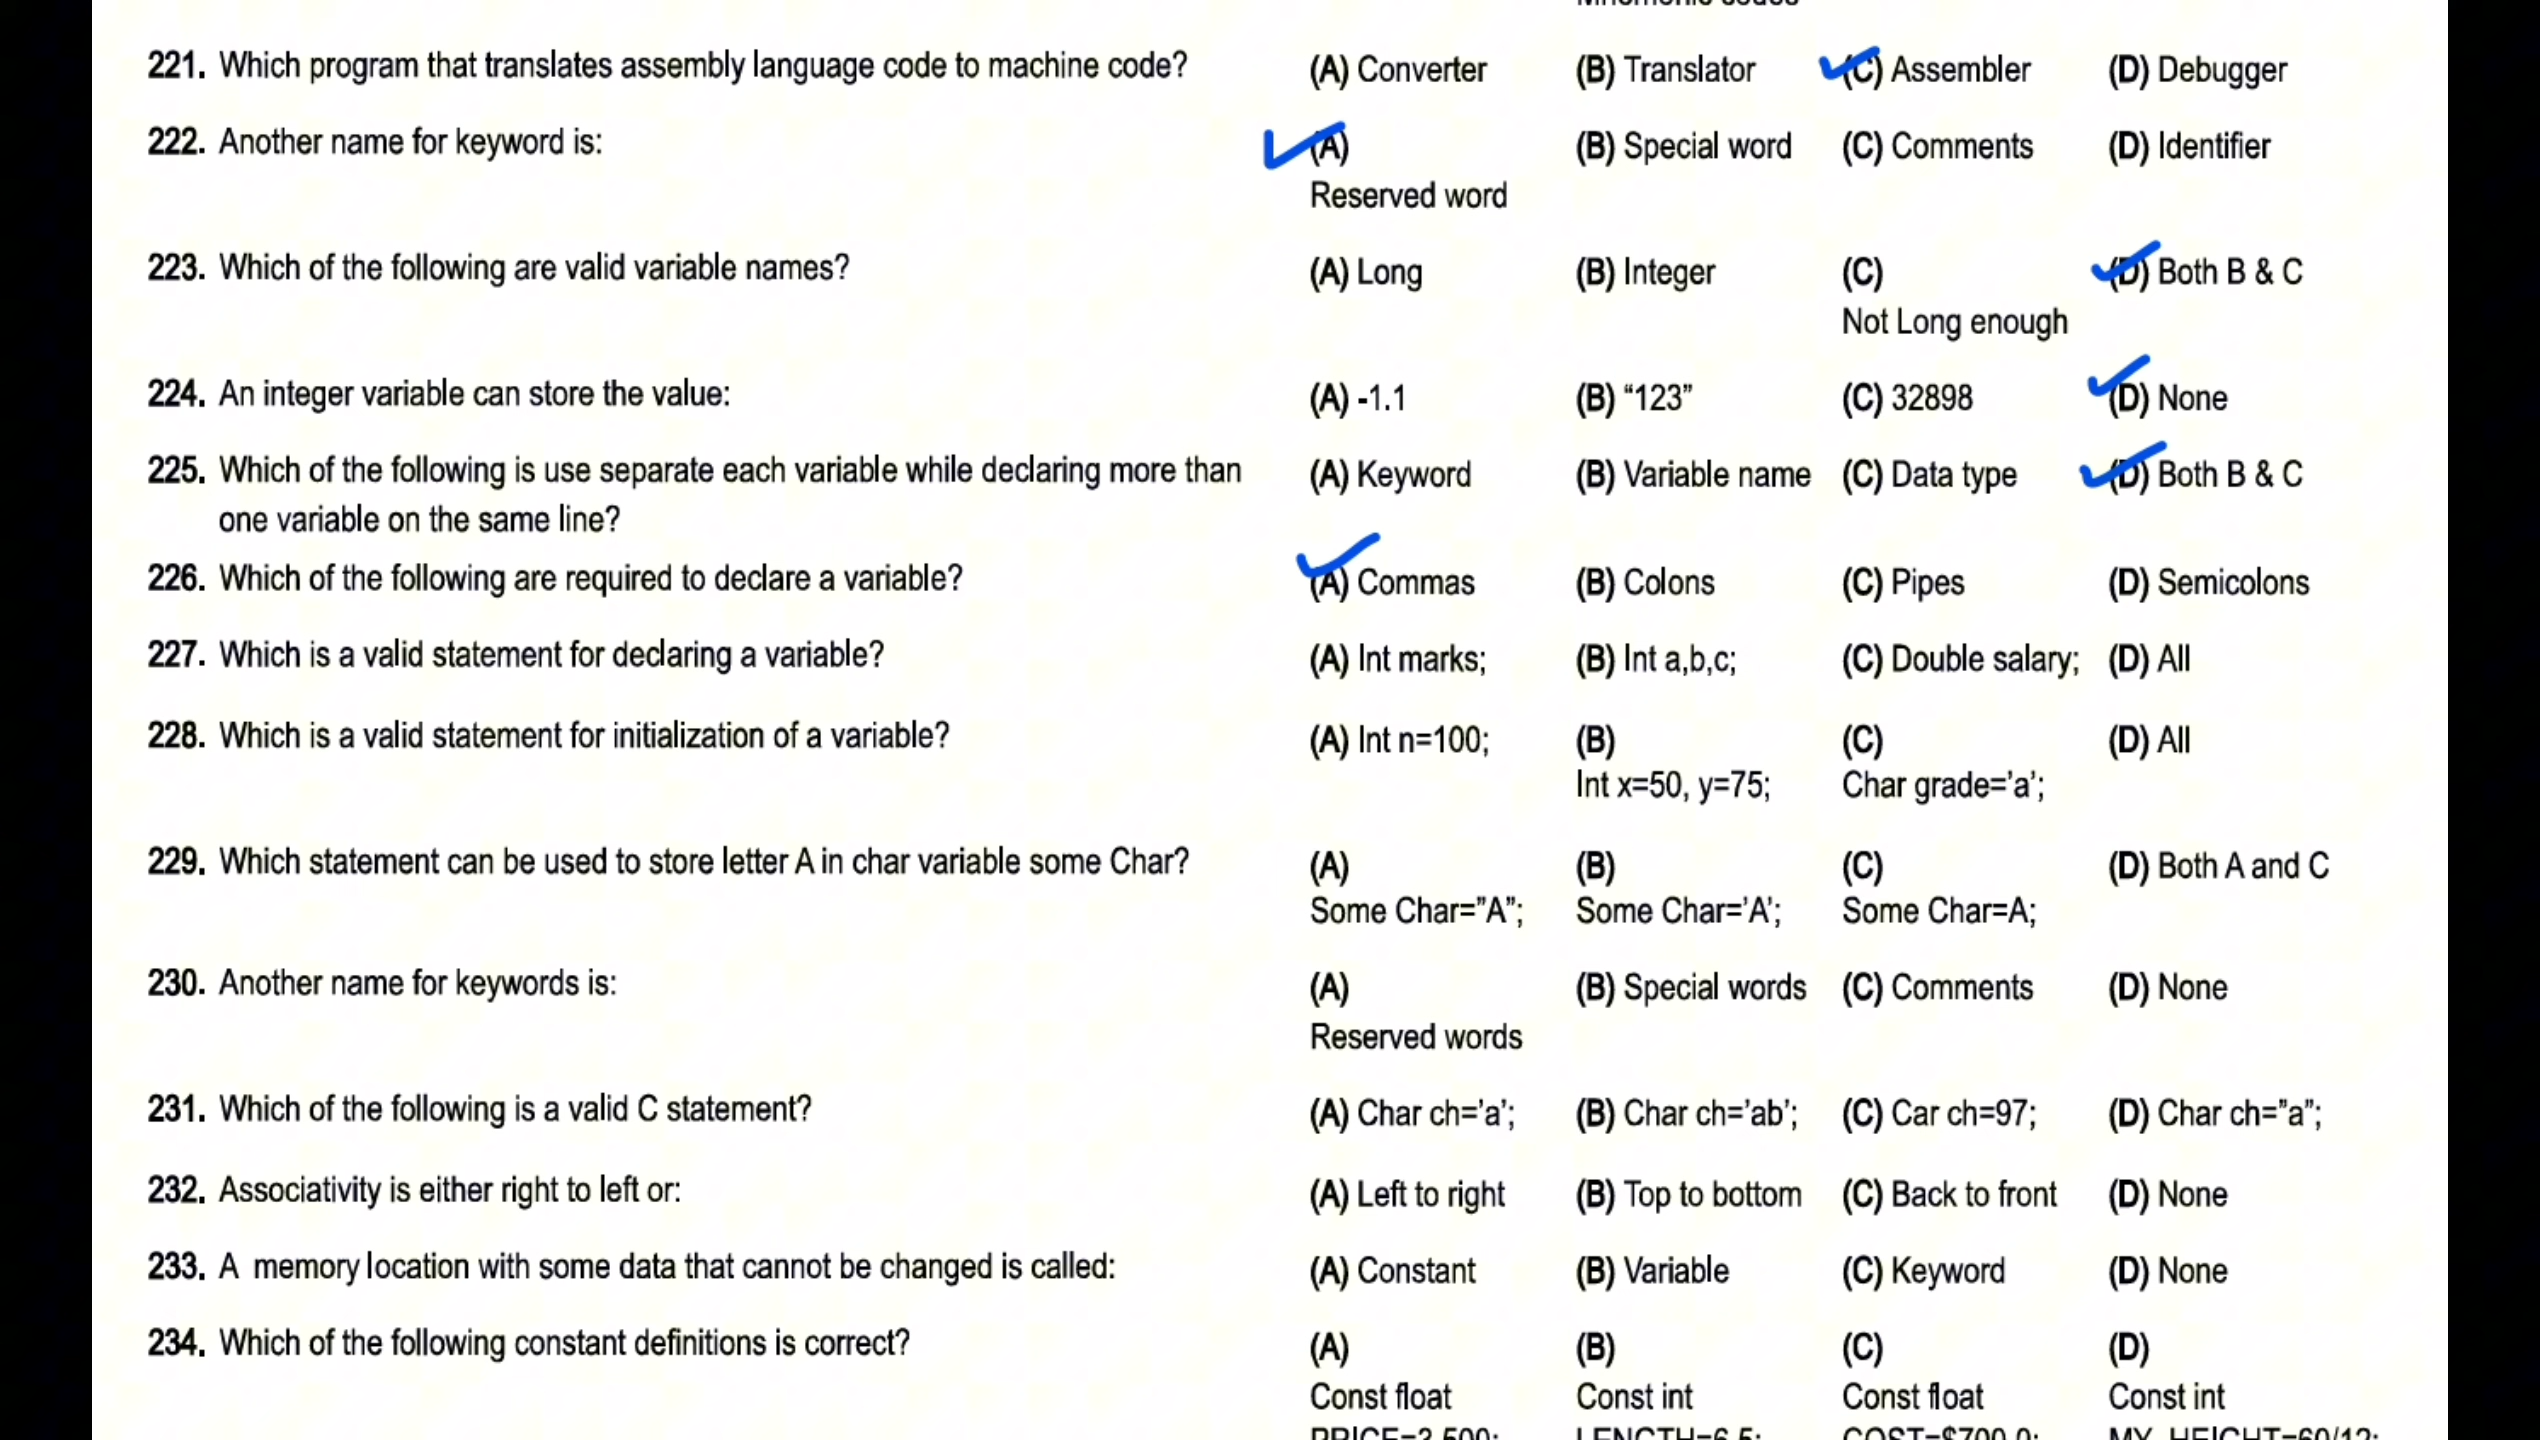 221. Which program that translates assembly language code to machine code? (A) Converter (B) Translator (C) Assembler (D) Debugger
222. Another name for keyword is: (A) (B) Special word (C) Comments (D) Identifier
Reserved word
223. Which of the following are valid variable names? (A) Long (B) Integer (C) (D) Both B & C
Not Long enough
224. An integer variable can store the value: (A) -1.1 (B) “123” (C) 32898 (D) None
225. Which of the following is use separate each variable while declaring more than (A) Keyword (B) Variable name (C) Data type (D) Both B & C
one variable on the same line?
226. Which of the following are required to declare a variable? (A) Commas (B) Colons (C) Pipes (D) Semicolons
227. Which is a valid statement for declaring a variable? (A) Int marks; (B) Int a,b,c; (C) Double salary; (D) All
228. Which is a valid statement for initialization of a variable? (A) Int n=100; (B) (C) (D) All
Int x=50, y=75; Char grade=’a’;
229. Which statement can be used to store letter A in char variable some Char? (A) (B) (C) (D) Both A and C
Some Char=”A”; Some Char=’A’; Some Char=A;
230. Another name for keywords is: (A) (B) Special words (C) Comments (D) None
Reserved words
231. Which of the following is a valid C statement? (A) Char ch=’a’; (B) Char ch=’ab’; (C) Car ch=97; (D) Char ch=”a”;
232. Associativity is either right to left or: (A) Left to right (B) Top to bottom (C) Back to front (D) None
233. A memory location with some data that cannot be changed is called: (A) Constant (B) Variable (C) Keyword (D) None
234. Which of the following constant definitions is correct? (A) (B) (C) (D)
Const float Const int Const float Const int